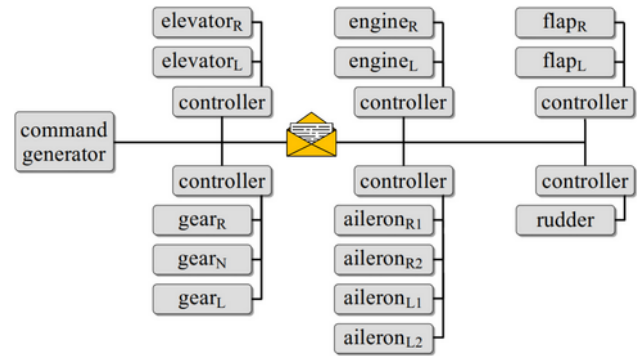 elevatorR
elevatorL
controller
engineR
engineL
controller
flapR
flapL
controller
command
generator
controller
gearR
gearN
gearL
controller
aileronR1
aileronR2
aileronL1
aileronL2
controller
rudder